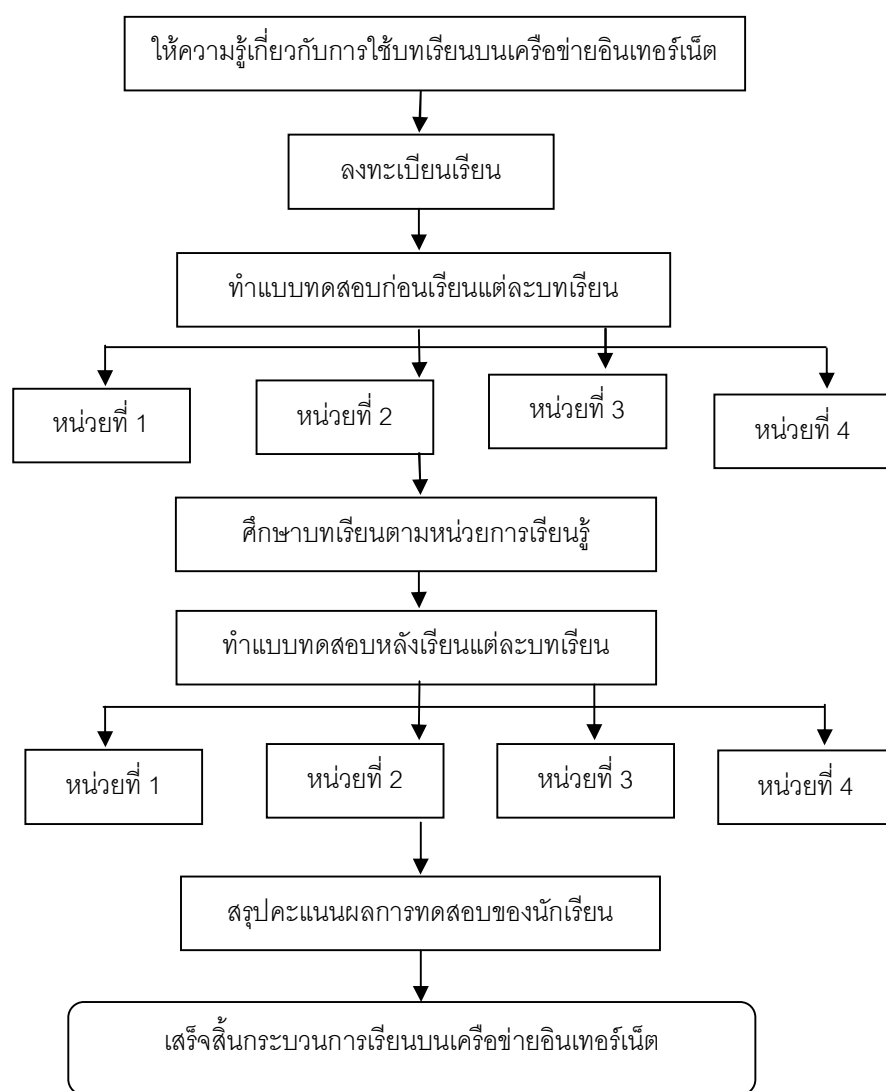 ให้ความรู้เกี่ยวกับการใช้บทเรียนบนเครือข่ายอินเทอร์เน็ต
ลงทะเบียนเรียน
ทำแบบทดสอบก่อนเรียนแต่ละบทเรียน
หน่วยที่ 1
หน่วยที่ 2
หน่วยที่ 3
หน่วยที่ 4
ศึกษาบทเรียนตามหน่วยการเรียนรู้
ทำแบบทดสอบหลังเรียนแต่ละบทเรียน
หน่วยที่ 1
หน่วยที่ 2
หน่วยที่ 3
หน่วยที่ 4
สรุปคะแนนผลการทดสอบของนักเรียน
เสร็จสิ้นกระบวนการเรียนบนเครือข่ายอินเทอร์เน็ต